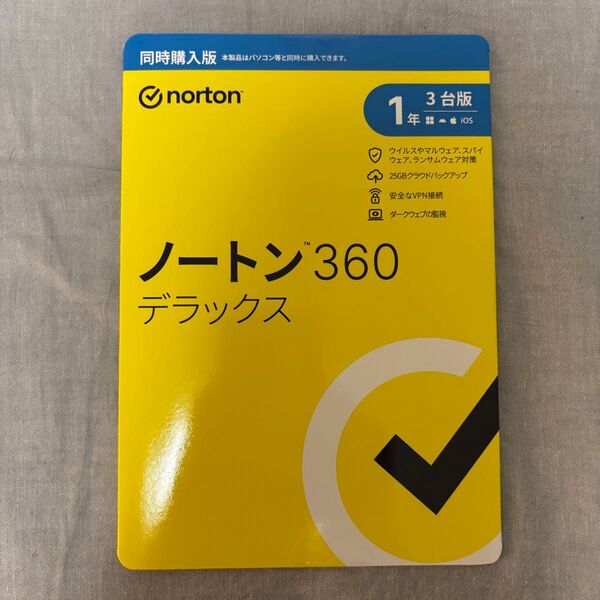 同時購入版 本製品はパソコン等と同時に購入できます。
norton
1年 3台版
iOS
ウイルスやマルウェア、スパイ
ウェア、ランサムウェア対策
25GBクラウドバックアップ
安全なVPN接続
ダークウェブの監視
ノートン™ 360
デラックス